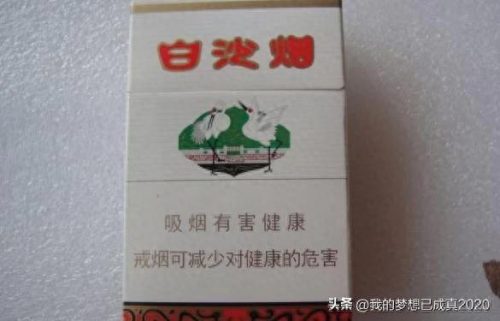 白沙烟
吸烟有害健康
戒烟可减少对健康的危害
头条 @我的梦想已成真2020